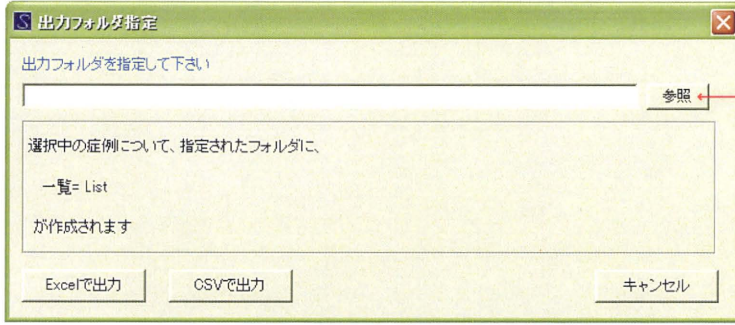 S 出力フォルダ指定
出力フォルダを指定して下さい
参照
選択中の症例について、指定されたフォルダに、
一覧= List
が作成されます
Excelで出力 CSVで出力 キャンセル